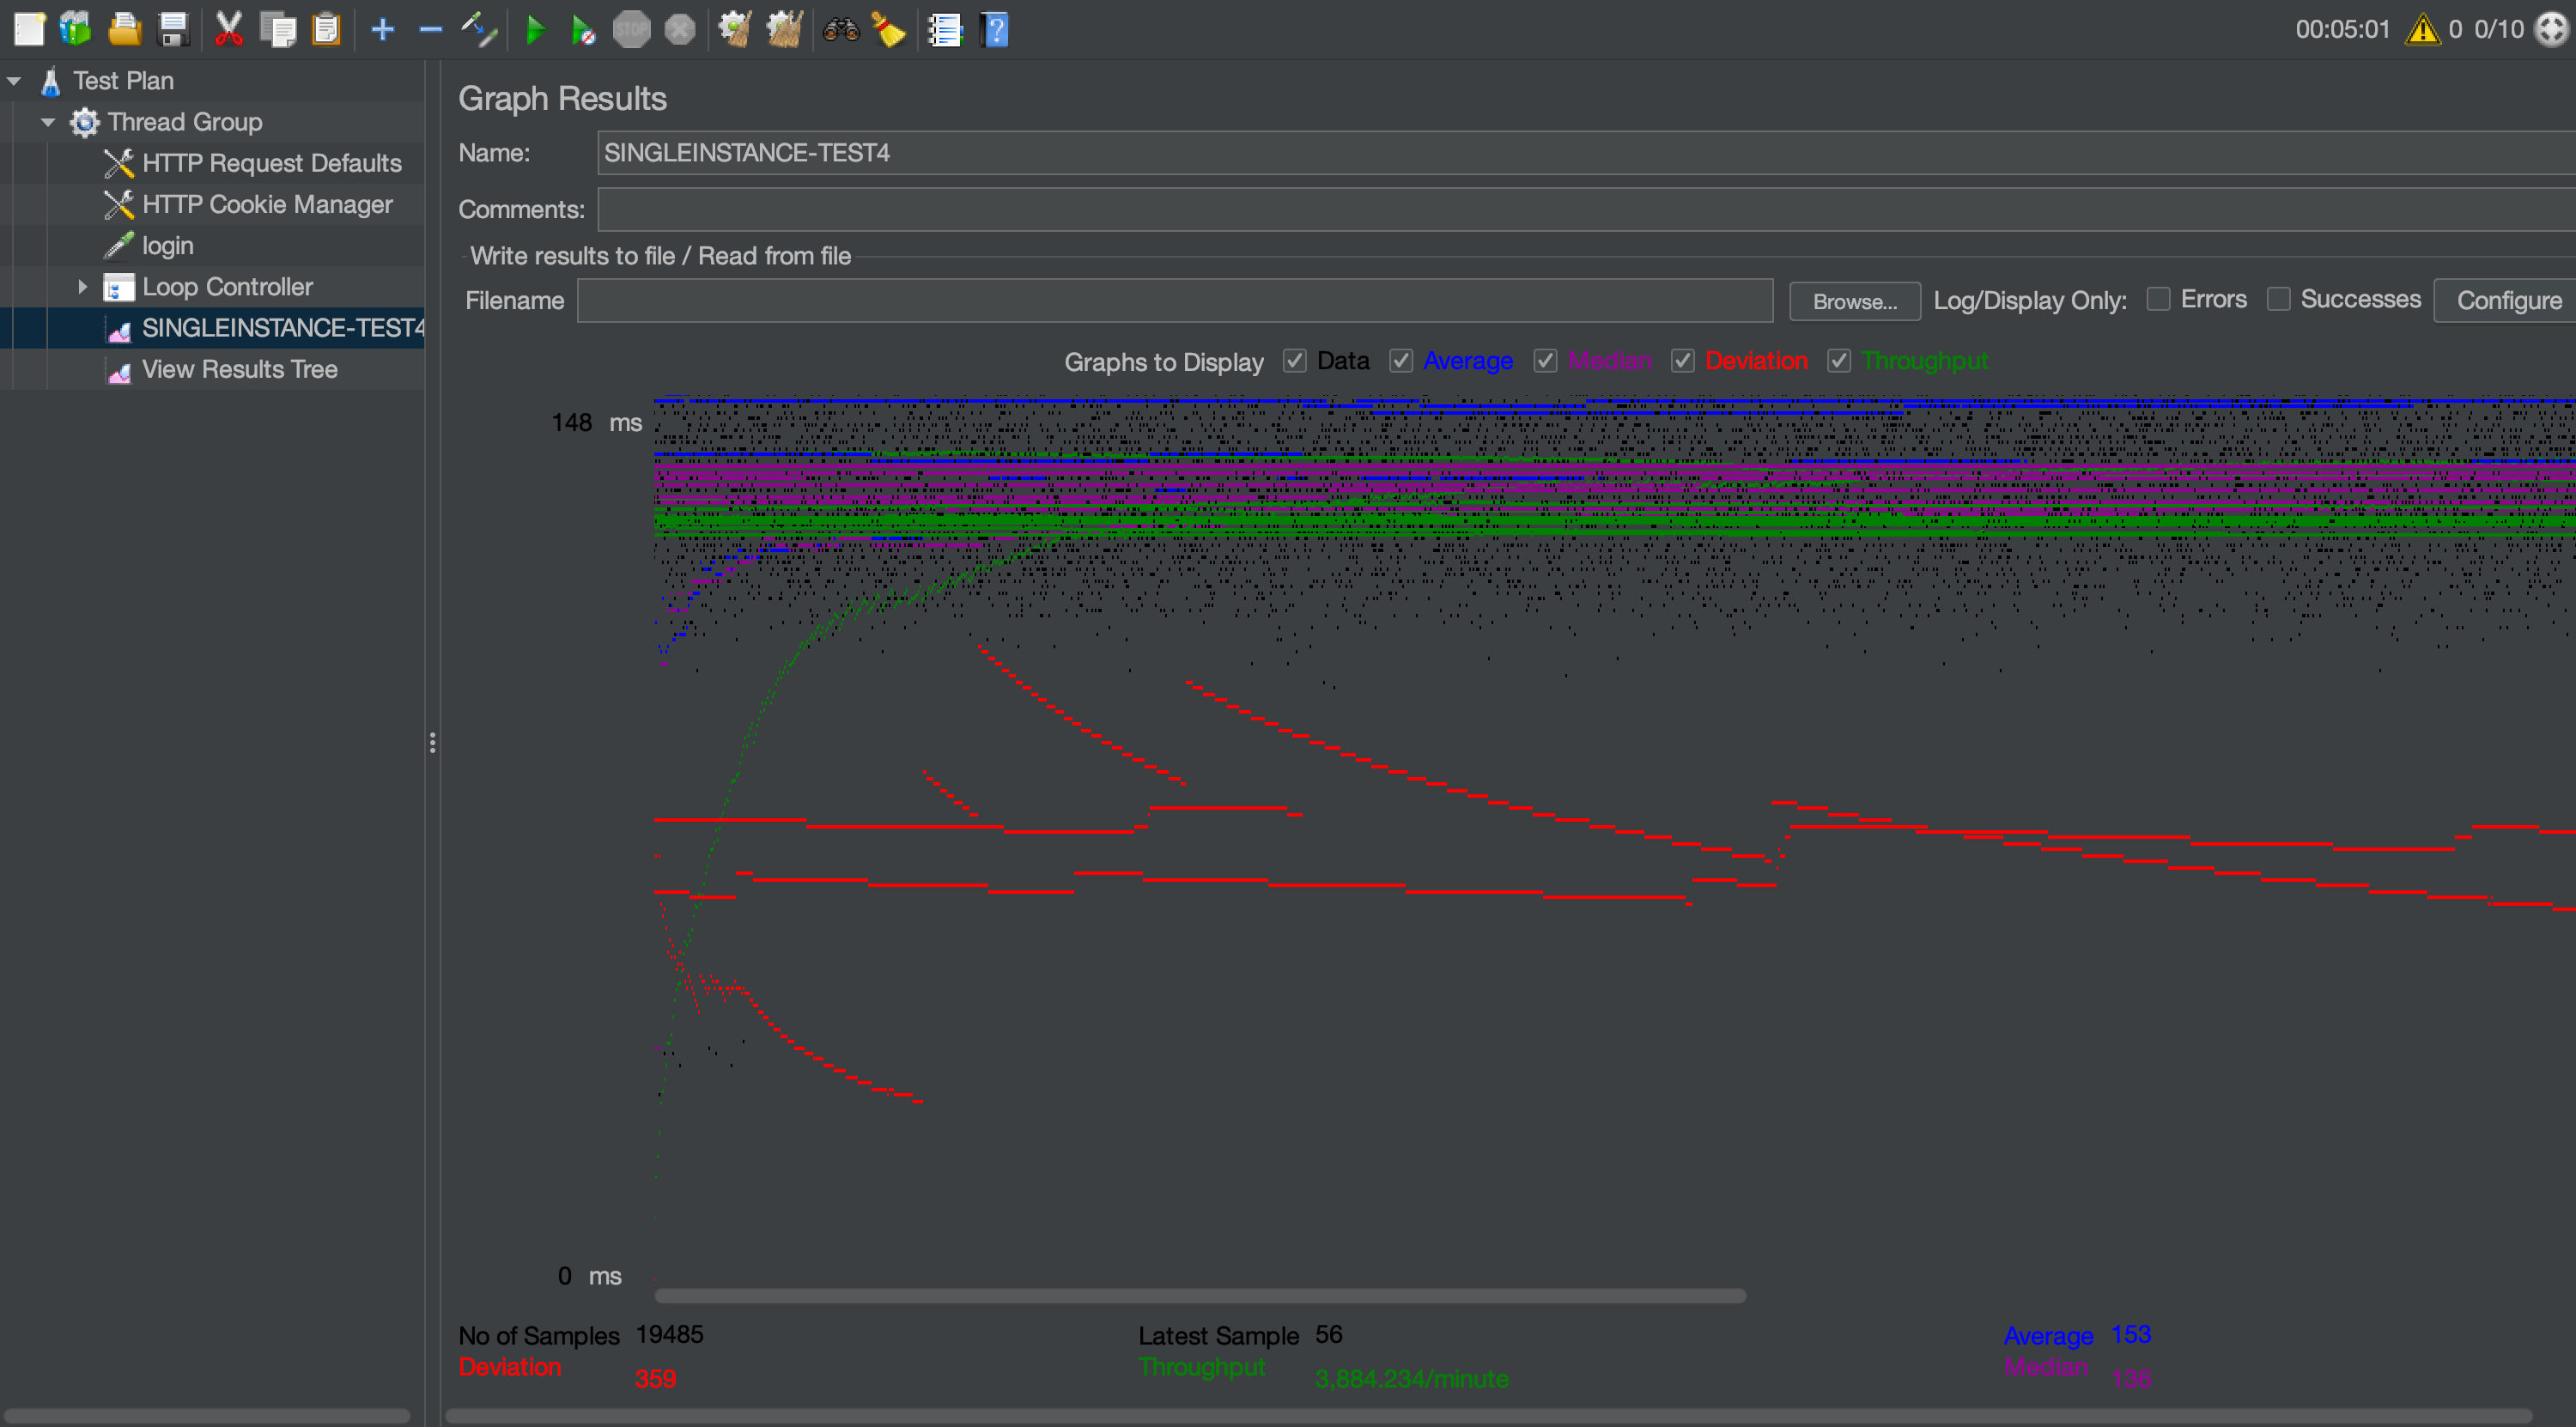 STOP
00:05:01 0 0/10
Test Plan
Thread Group
HTTP Request Defaults
HTTP Cookie Manager
login
Loop Controller
SINGLEINSTANCE-TEST4
View Results Tree
Graph Results
Name: SINGLEINSTANCE-TEST4
Comments:
Write results to file / Read from file
Filename Browse... Log/Display Only: Errors Successes Configure
Graphs to Display Data Average Median Deviation Throughput
148 ms
0 ms
No of Samples 19485 Latest Sample 56 Average 153
Deviation 359 Throughput 3,884.234/minute Median 136